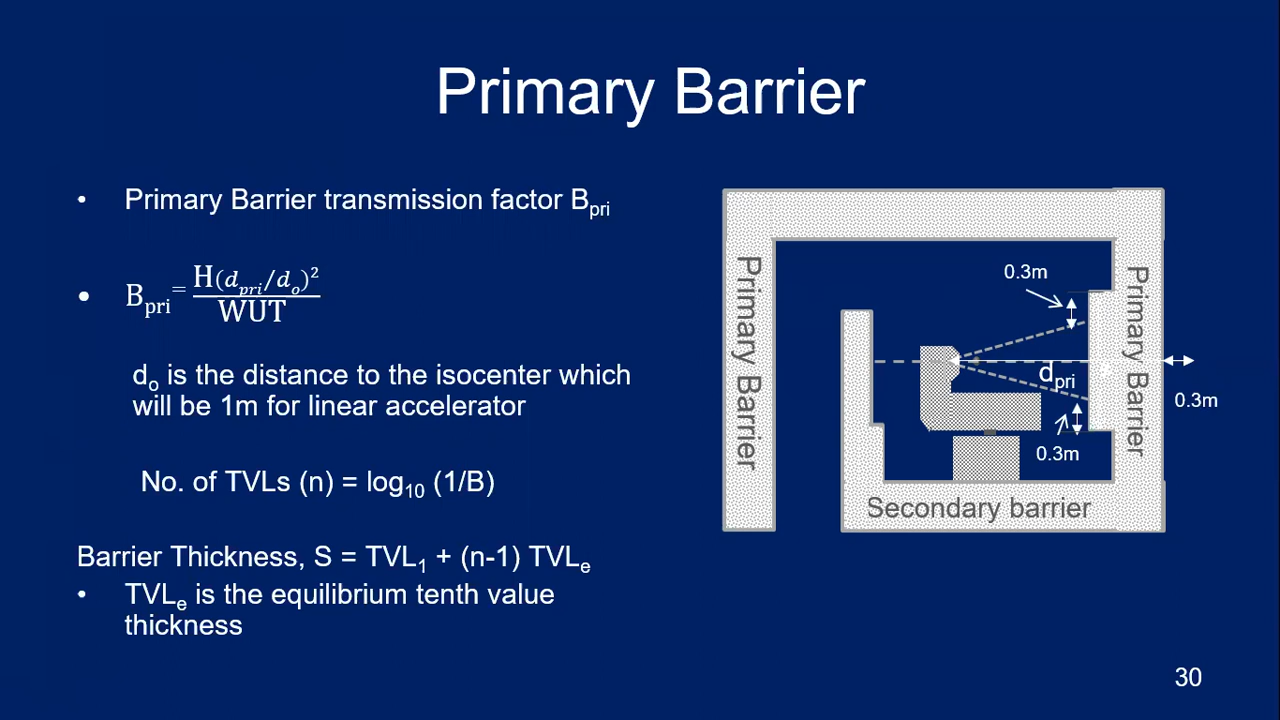 Primary Barrier
• Primary Barrier transmission factor Bpri
• Bpri = H(dpri/do)² / WUT
do is the distance to the isocenter which
will be 1m for linear accelerator
No. of TVLs (n) = log10 (1/B)
Barrier Thickness, S = TVL1 + (n-1) TVLe
• TVLe is the equilibrium tenth value
thickness
Primary Barrier
0.3m
dpri
0.3m
Primary Barrier
0.3m
Secondary barrier
30